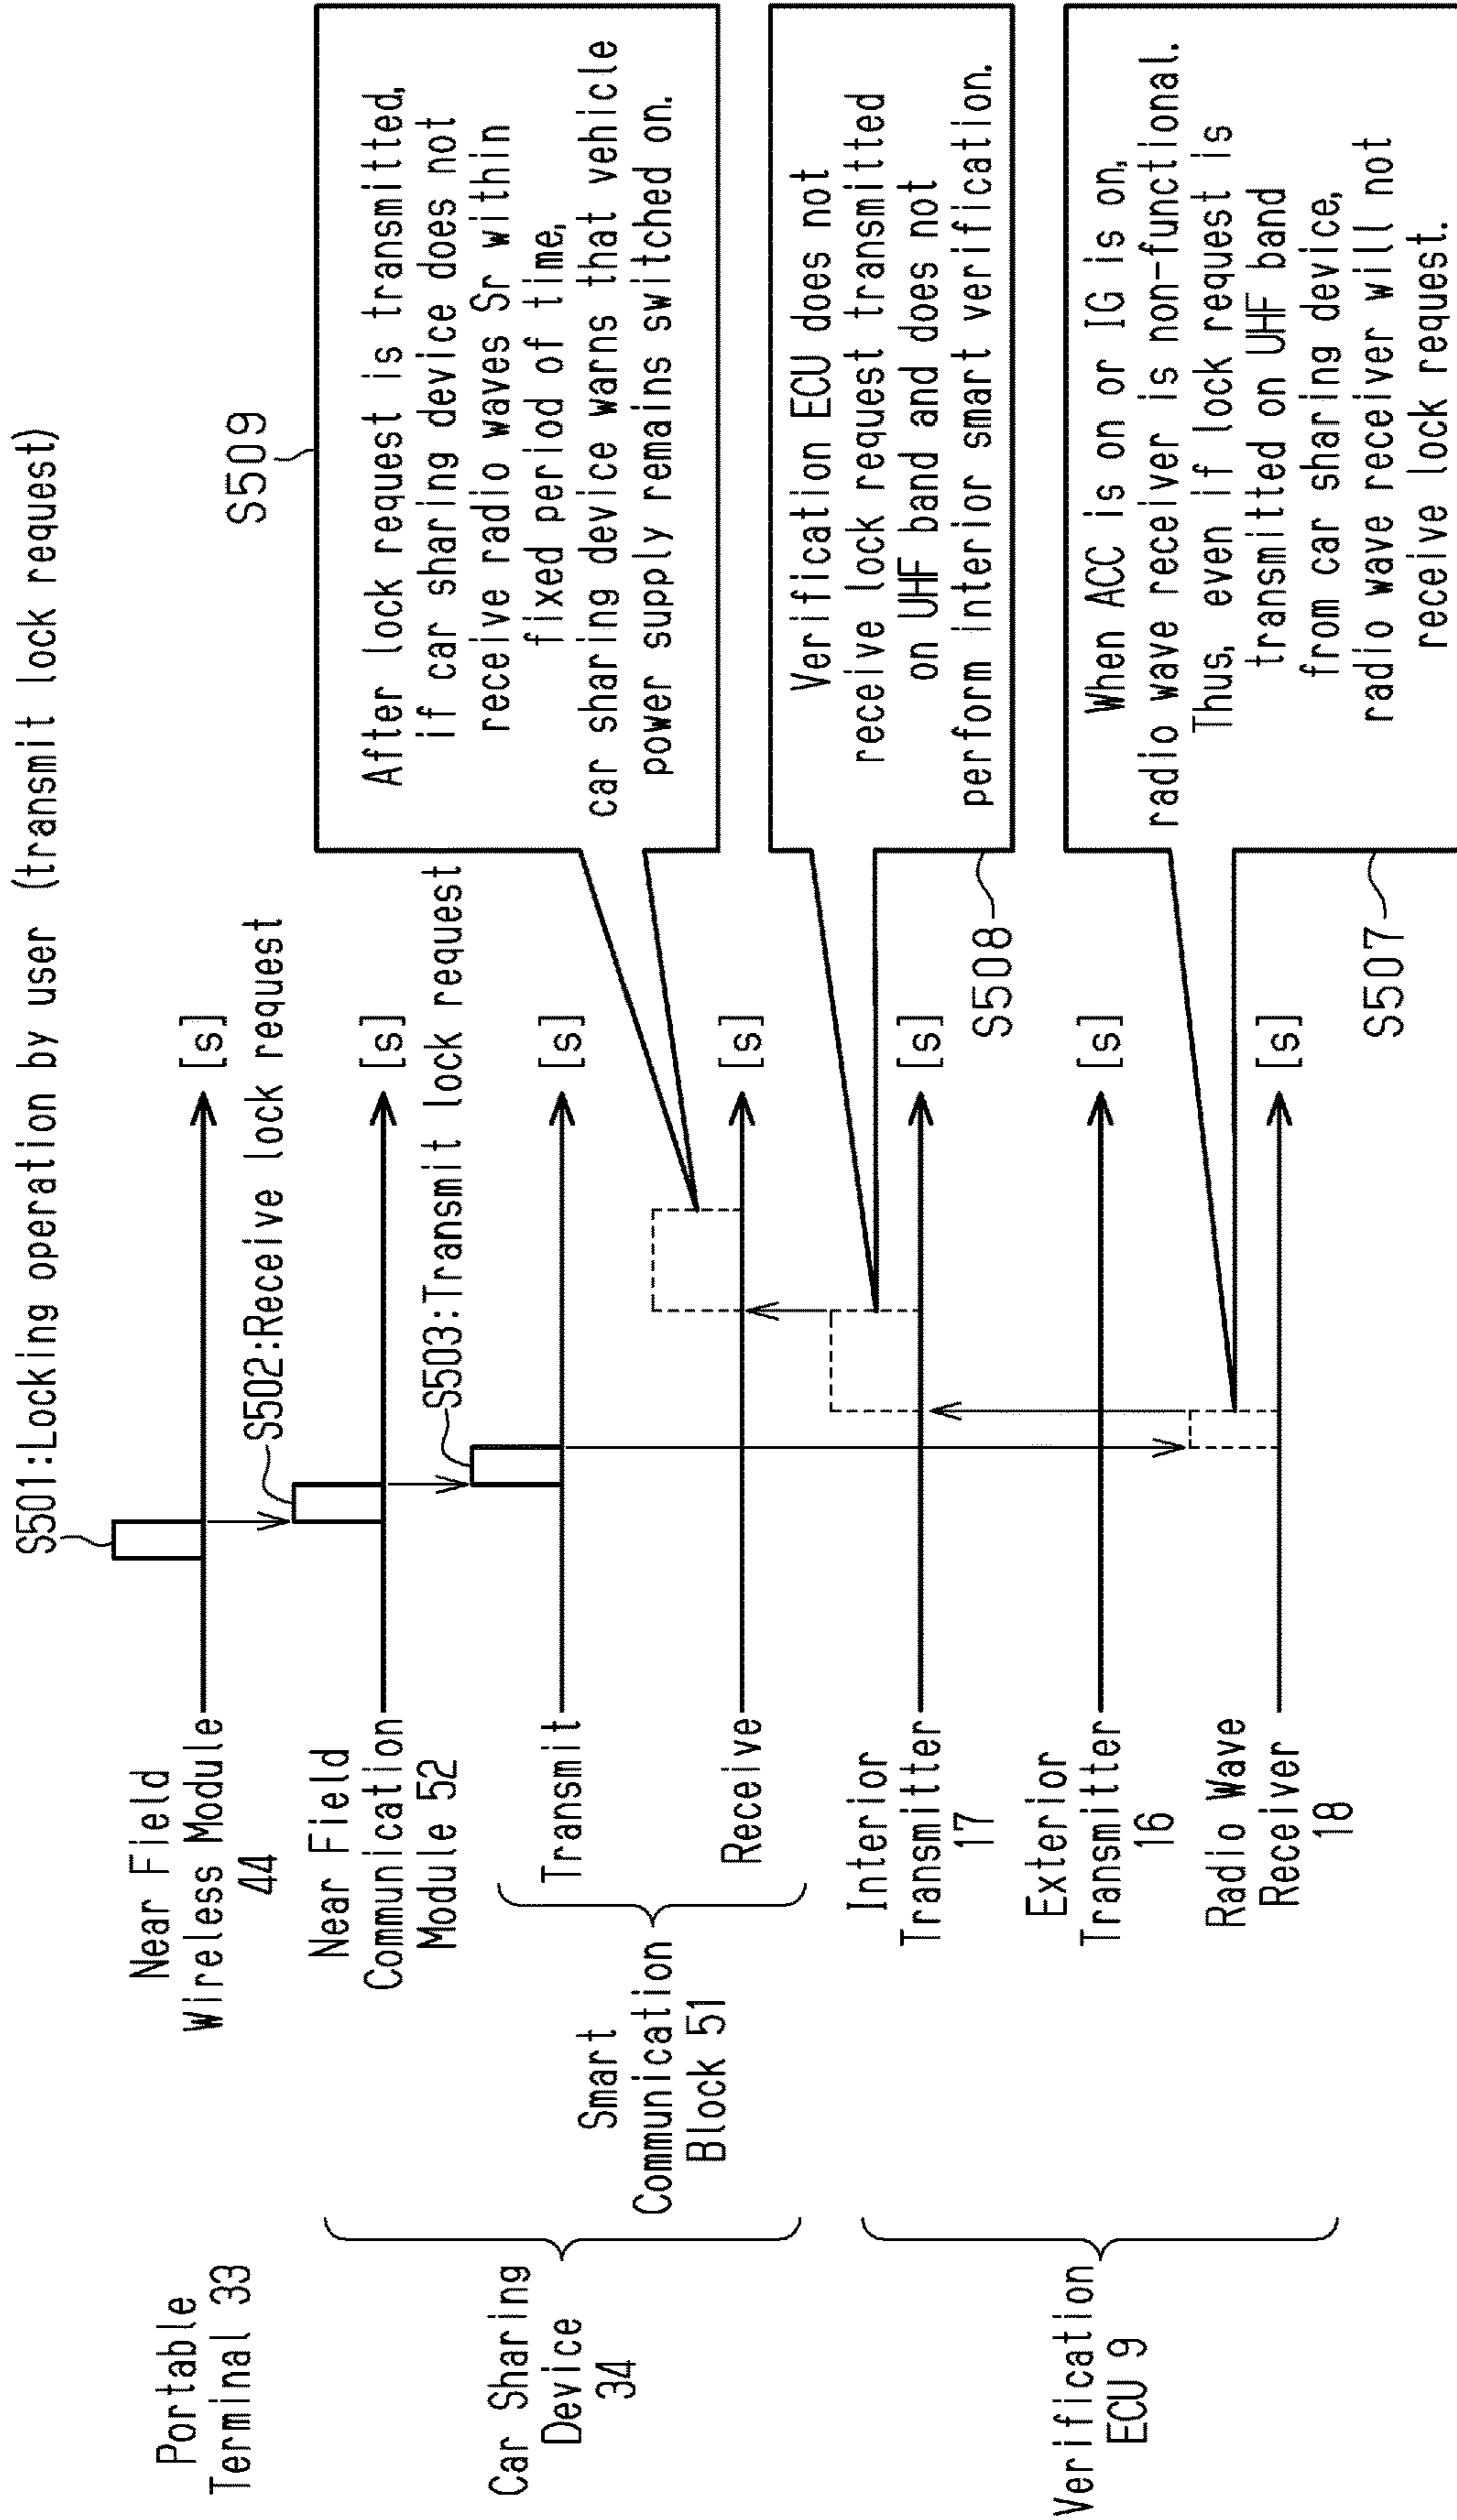 S501:Locking operation by user (transmit lock request)
Portable
Terminal 33
Near Field
Wireless Module
44
[s]
S502:Receive lock request
Car Sharing
Device
34
Near Field
Communication
Module 52
[s]
S503:Transmit lock request
Smart
Communication
Block 51
Transmit
[s]
Receive
[s]
S509
After lock request is transmitted,
if car sharing device does not
receive radio waves Sr within
fixed period of time,
car sharing device warns that vehicle
power supply remains switched on.
Verification
ECU 9
Interior
Transmitter
17
[s]
S508
Verification ECU does not
receive lock request transmitted
on UHF band and does not
perform interior smart verification.
Exterior
Transmitter
16
[s]
Radio Wave
Receiver
18
[s]
S507
When ACC is on or IG is on,
radio wave receiver is non-functional.
Thus, even if lock request is
transmitted on UHF band
from car sharing device,
radio wave receiver will not
receive lock request.